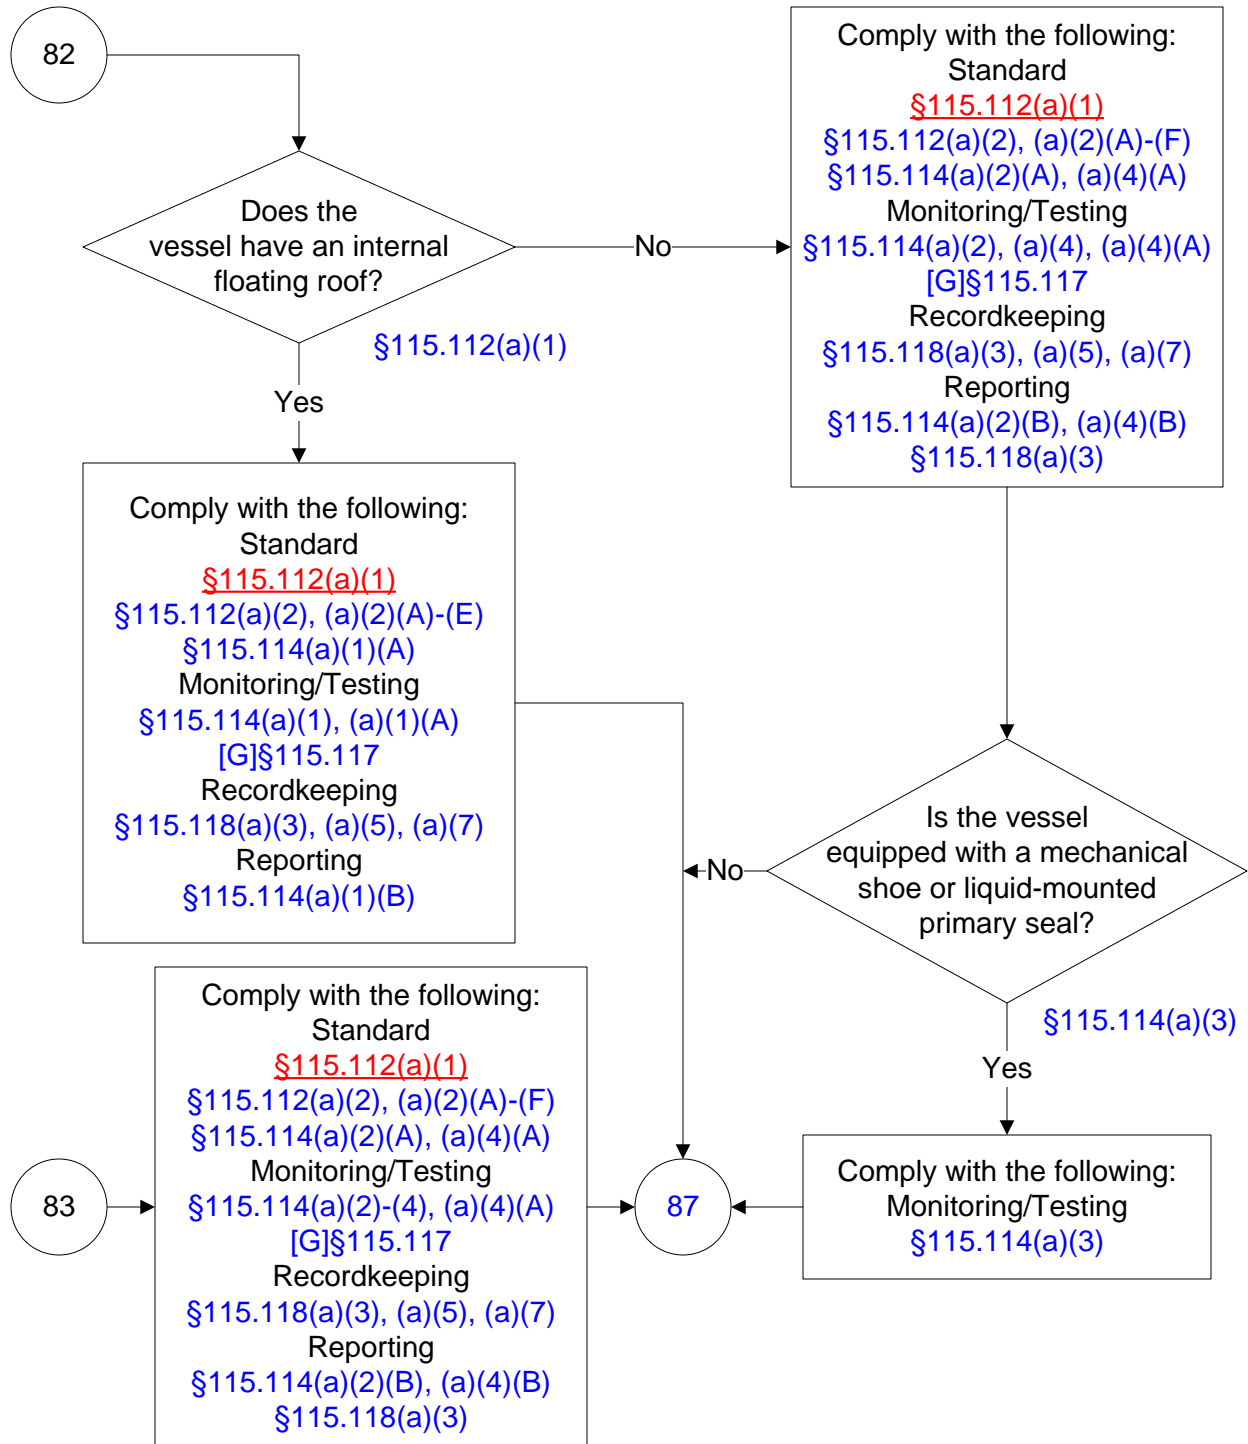 82
Does the
vessel have an internal
floating roof?
§115.112(a)(1)
No
Yes
Comply with the following:
Standard
§115.112(a)(1)
§115.112(a)(2), (a)(2)(A)-(F)
§115.114(a)(2)(A), (a)(4)(A)
Monitoring/Testing
§115.114(a)(2), (a)(4), (a)(4)(A)
[G]§115.117
Recordkeeping
§115.118(a)(3), (a)(5), (a)(7)
Reporting
§115.114(a)(2)(B), (a)(4)(B)
§115.118(a)(3)
Comply with the following:
Standard
§115.112(a)(1)
§115.112(a)(2), (a)(2)(A)-(E)
§115.114(a)(1)(A)
Monitoring/Testing
§115.114(a)(1), (a)(1)(A)
[G]§115.117
Recordkeeping
§115.118(a)(3), (a)(5), (a)(7)
Reporting
§115.114(a)(1)(B)
Is the vessel
equipped with a mechanical
shoe or liquid-mounted
primary seal?
§115.114(a)(3)
No
Yes
83
Comply with the following:
Standard
§115.112(a)(1)
§115.112(a)(2), (a)(2)(A)-(F)
§115.114(a)(2)(A), (a)(4)(A)
Monitoring/Testing
§115.114(a)(2)-(4), (a)(4)(A)
[G]§115.117
Recordkeeping
§115.118(a)(3), (a)(5), (a)(7)
Reporting
§115.114(a)(2)(B), (a)(4)(B)
§115.118(a)(3)
87
Comply with the following:
Monitoring/Testing
§115.114(a)(3)